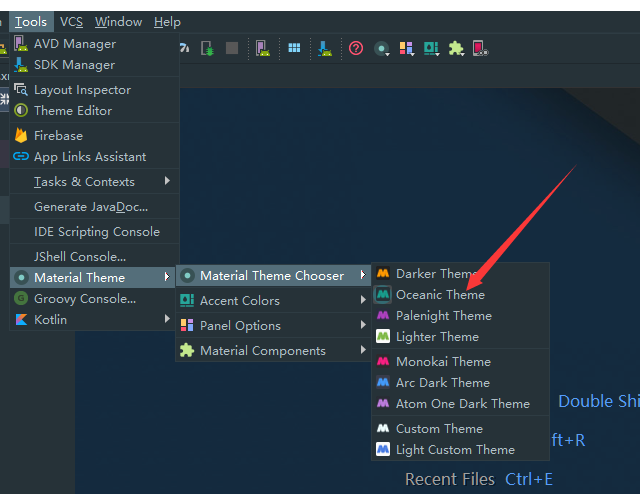 Tools VCS Window Help
AVD Manager
SDK Manager
Layout Inspector
Theme Editor
Firebase
App Links Assistant
Tasks & Contexts
Generate JavaDoc...
IDE Scripting Console
JShell Console...
Material Theme
Groovy Console...
Kotlin
Material Theme Chooser
Accent Colors
Panel Options
Material Components
Darker Theme
Oceanic Theme
Palenight Theme
Lighter Theme
Monokai Theme
Arc Dark Theme
Atom One Dark Theme
Custom Theme
Light Custom Theme
Double Shi
ft+R
Recent Files Ctrl+E